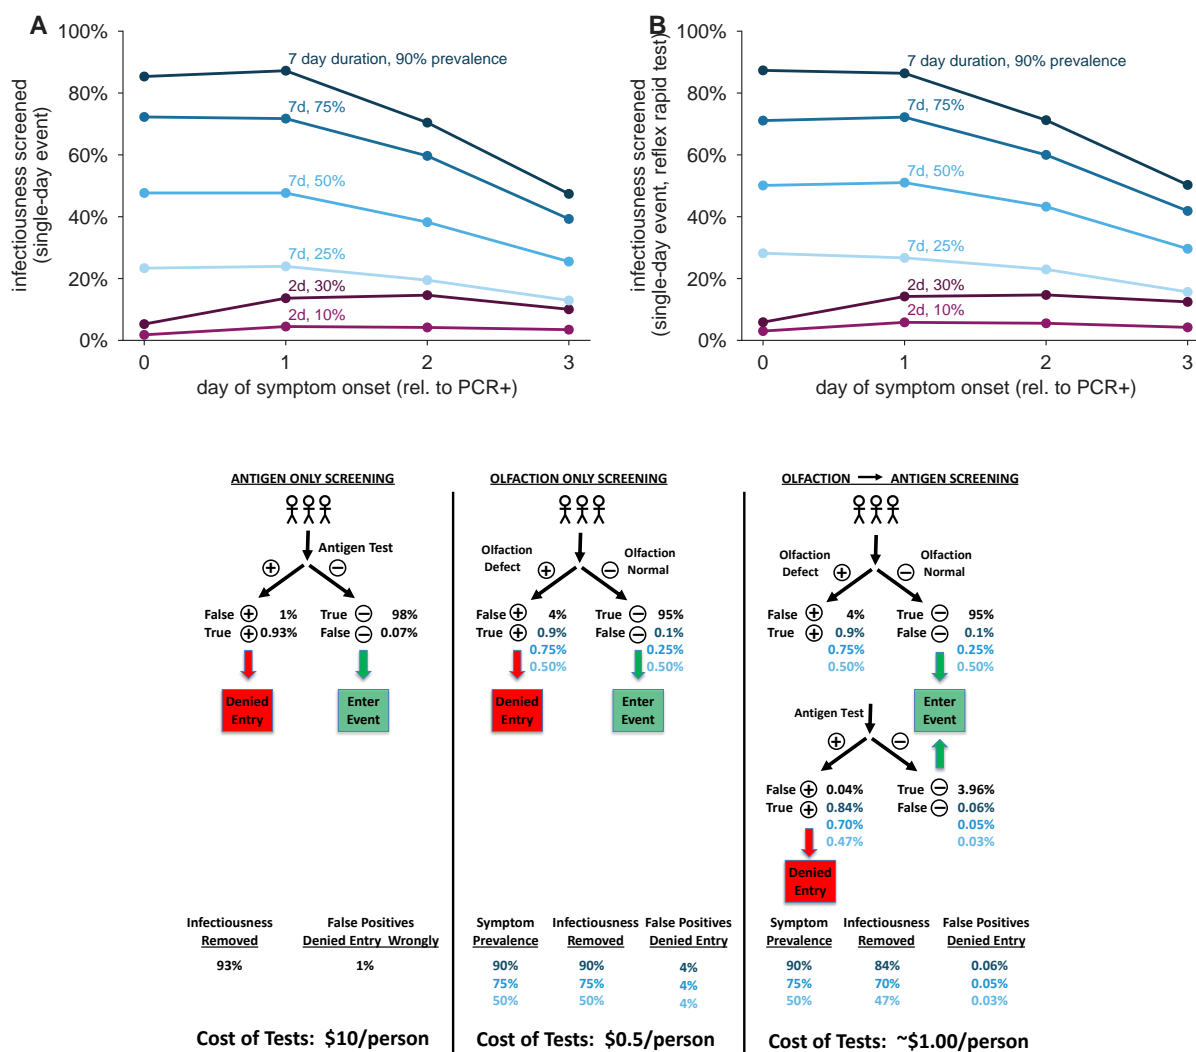 A
infectiousness screened
(single-day event)
100%
80%
60%
40%
20%
0%
7 day duration, 90% prevalence
7d, 75%
7d, 50%
7d, 25%
2d, 30%
2d, 10%
0 1 2 3
day of symptom onset (rel. to PCR+)
B
infectiousness screened
(single-day event, reflex rapid test)
100%
80%
60%
40%
20%
0%
7 day duration, 90% prevalence
7d, 75%
7d, 50%
7d, 25%
2d, 30%
2d, 10%
0 1 2 3
day of symptom onset (rel. to PCR+)
ANTIGEN ONLY SCREENING
Antigen Test
+ −
False + 1% True − 98%
True + 0.93% False − 0.07%
Denied
Entry
Enter
Event
Infectiousness
Removed
93%
False Positives
Denied Entry Wrongly
1%
Cost of Tests: $10/person
OLFACTION ONLY SCREENING
Olfaction
Defect
+ −
Olfaction
Normal
False + 4% True − 95%
True + 0.9% False − 0.1%
0.75% 0.25%
0.50% 0.50%
Denied
Entry
Enter
Event
Symptom
Prevalence
Infectiousness
Removed
False Positives
Denied Entry
90% 90% 4%
75% 75% 4%
50% 50% 4%
Cost of Tests: $0.5/person
OLFACTION → ANTIGEN SCREENING
Olfaction
Defect
+ −
Olfaction
Normal
False + 4% True − 95%
True + 0.9% False − 0.1%
0.75% 0.25%
0.50% 0.50%
Enter
Event
Antigen Test
+ −
False + 0.04% True − 3.96%
True + 0.84% False − 0.06%
0.70% 0.05%
0.47% 0.03%
Denied
Entry
Symptom
Prevalence
Infectiousness
Removed
False Positives
Denied Entry
90% 84% 0.06%
75% 70% 0.05%
50% 47% 0.03%
Cost of Tests: ~$1.00/person